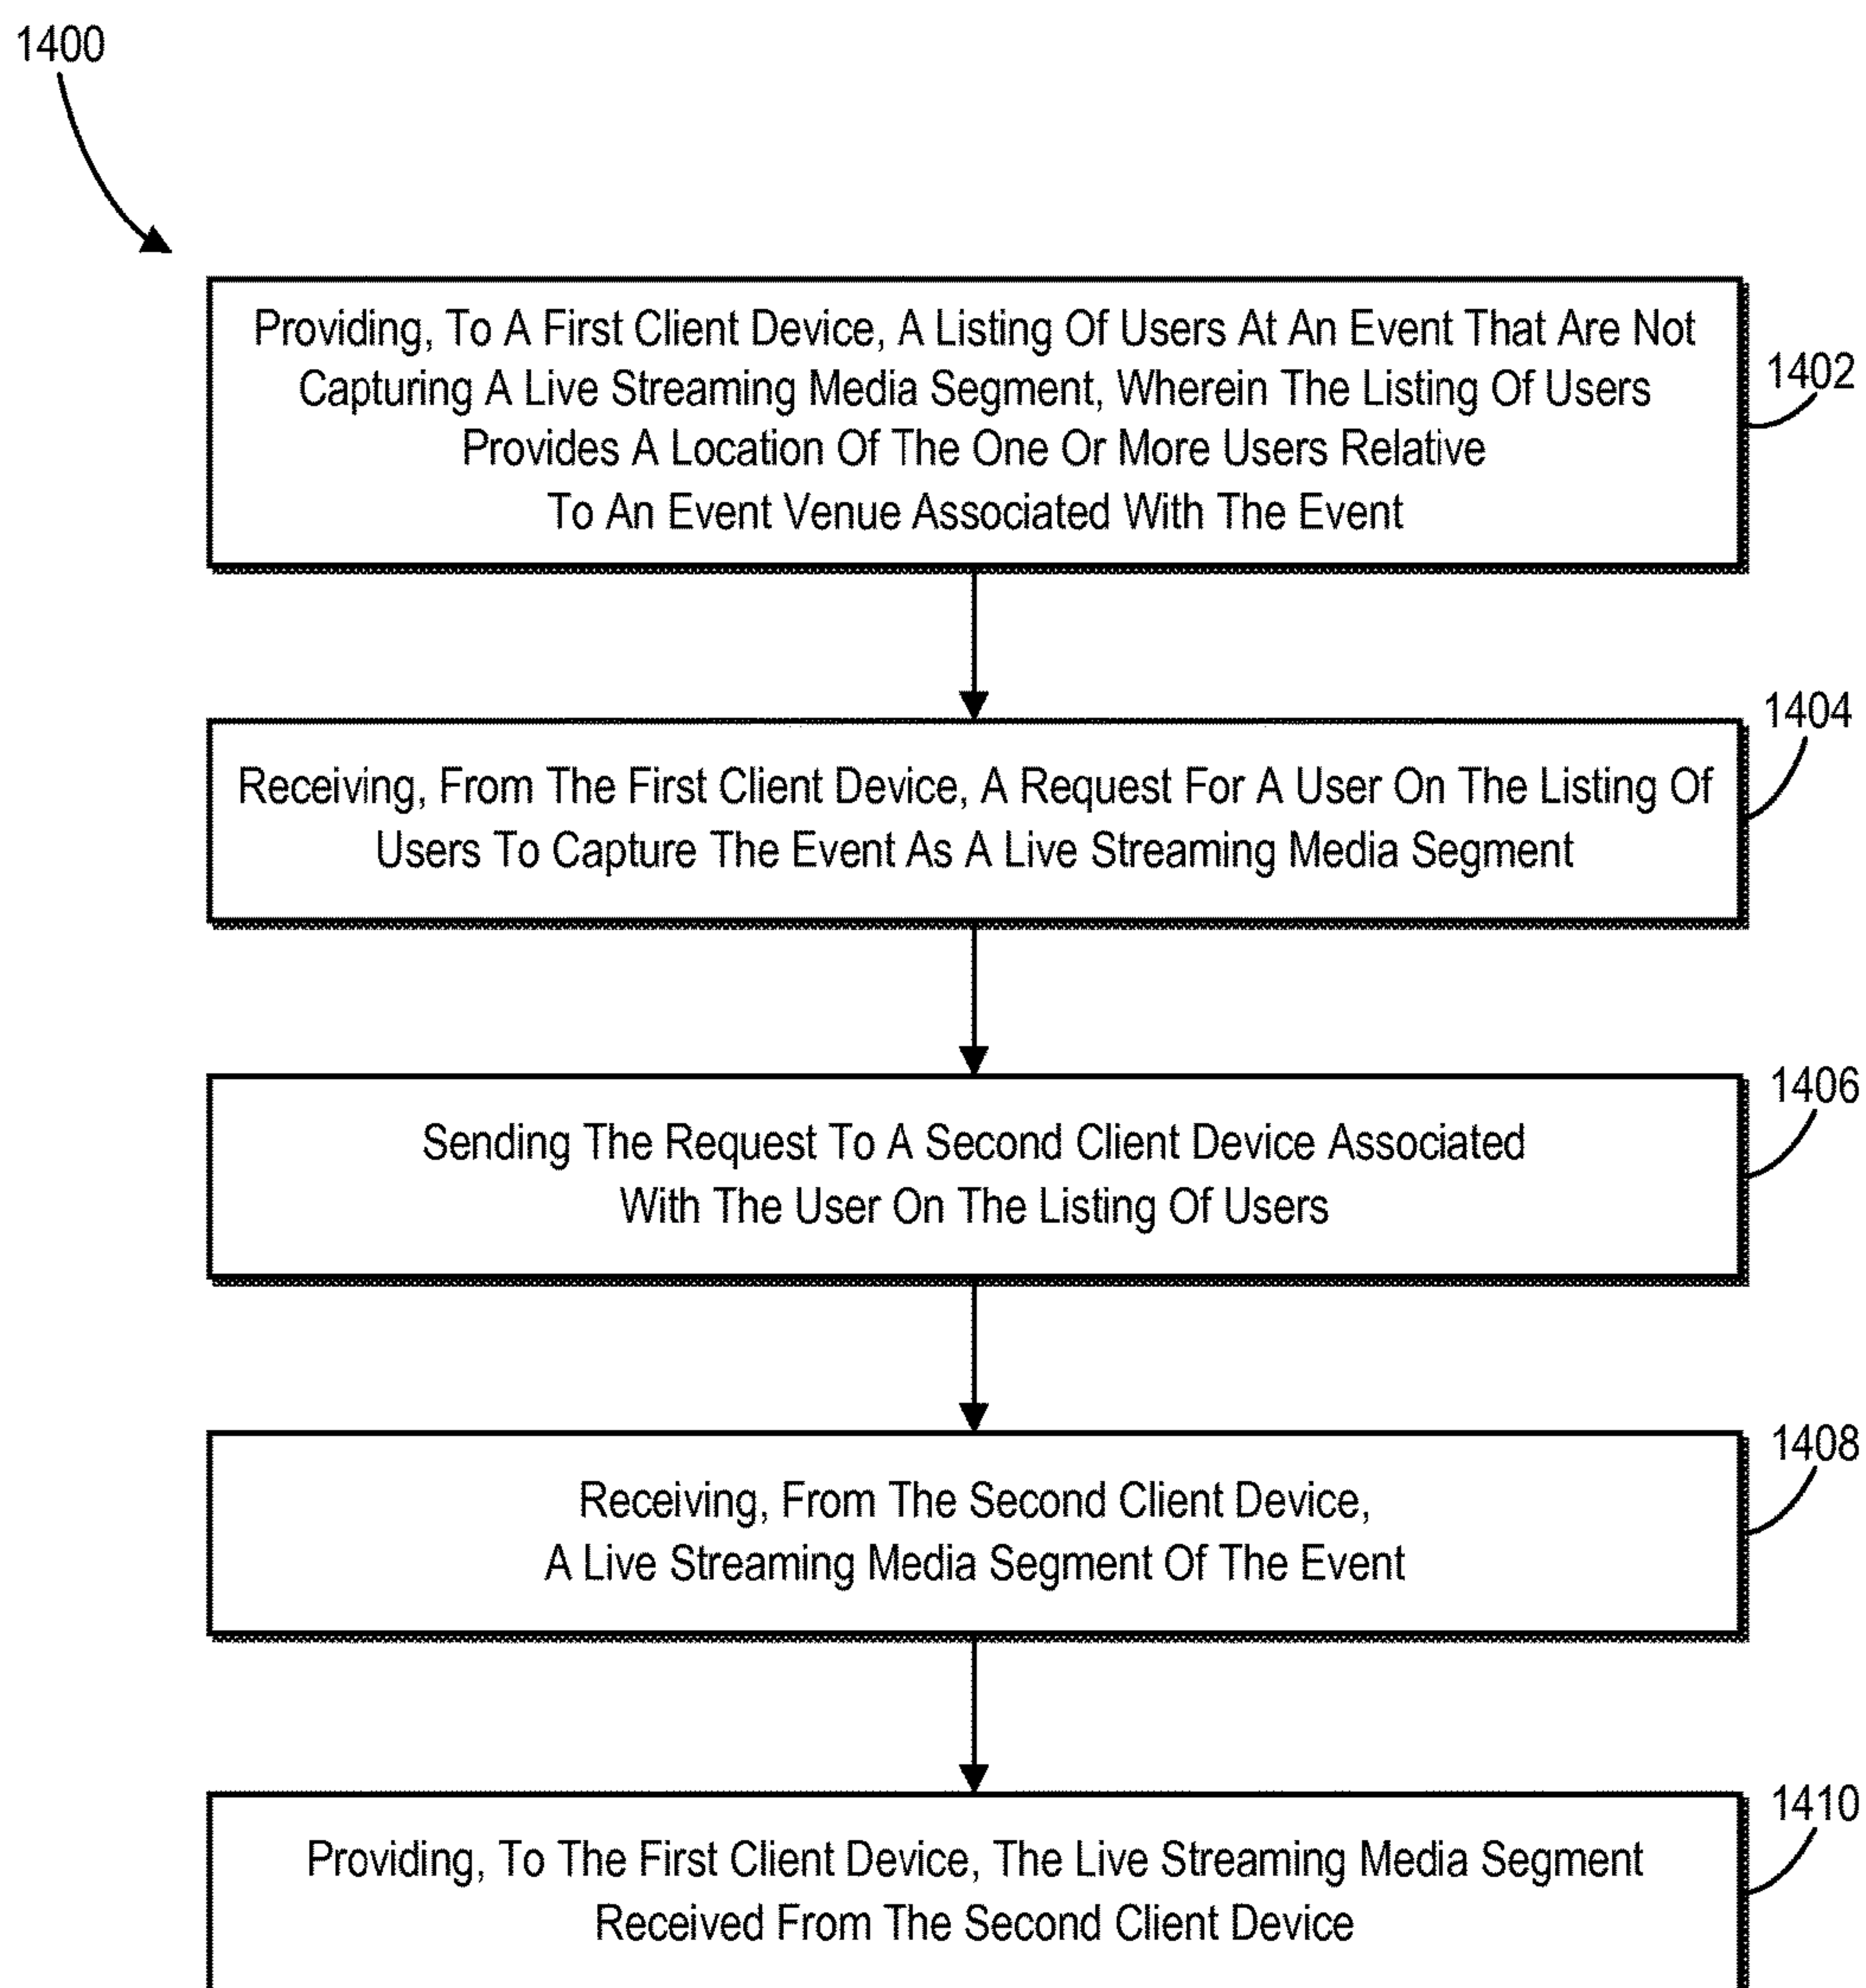 1400
Providing, To A First Client Device, A Listing Of Users At An Event That Are Not
Capturing A Live Streaming Media Segment, Wherein The Listing Of Users
Provides A Location Of The One Or More Users Relative
To An Event Venue Associated With The Event
1402
Receiving, From The First Client Device, A Request For A User On The Listing Of
Users To Capture The Event As A Live Streaming Media Segment
1404
Sending The Request To A Second Client Device Associated
With The User On The Listing Of Users
1406
Receiving, From The Second Client Device,
A Live Streaming Media Segment Of The Event
1408
Providing, To The First Client Device, The Live Streaming Media Segment
Received From The Second Client Device
1410